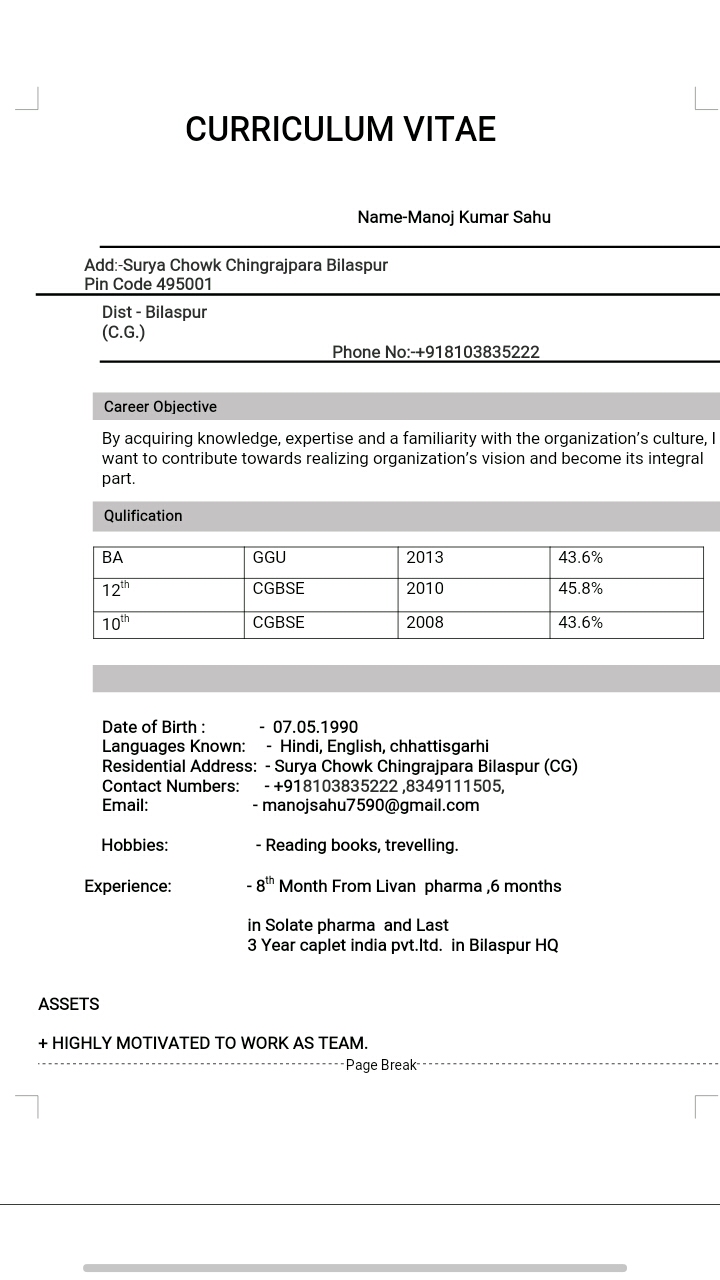 CURRICULUM VITAE
Name-Manoj Kumar Sahu
Add:-Surya Chowk Chingrajpara Bilaspur
Pin Code 495001
Dist - Bilaspur
(C.G.)
Phone No:-+918103835222
Career Objective
By acquiring knowledge, expertise and a familiarity with the organization’s culture, I
want to contribute towards realizing organization’s vision and become its integral
part.
Qulification
BA GGU 2013 43.6%
12th CGBSE 2010 45.8%
10th CGBSE 2008 43.6%
Date of Birth : - 07.05.1990
Languages Known: - Hindi, English, chhattisgarhi
Residential Address: - Surya Chowk Chingrajpara Bilaspur (CG)
Contact Numbers: - +918103835222 ,8349111505,
Email: - manojsahu7590@gmail.com
Hobbies: - Reading books, trevelling.
Experience: - 8th Month From Livan pharma ,6 months
in Solate pharma and Last
3 Year caplet india pvt.ltd. in Bilaspur HQ
ASSETS
+ HIGHLY MOTIVATED TO WORK AS TEAM.
Page Break